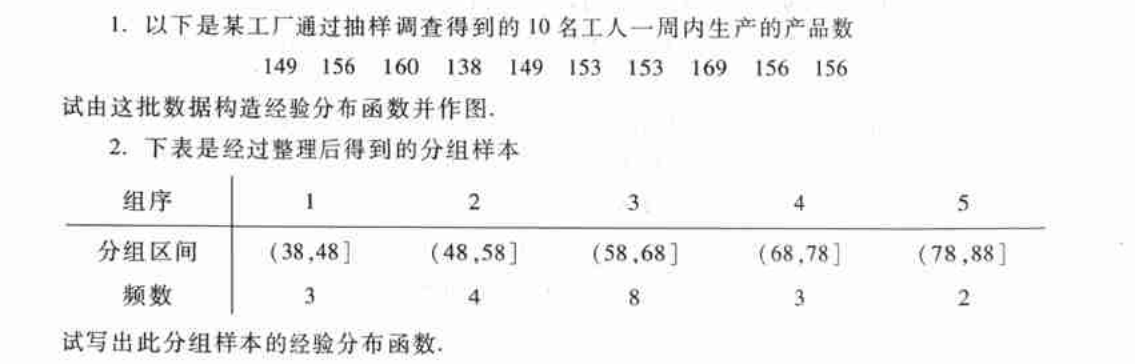 1. 以下是某工厂通过抽样调查得到的 10 名工人一周内生产的产品数
149 156 160 138 149 153 153 169 156 156
试由这批数据构造经验分布函数并作图.
2. 下表是经过整理后得到的分组样本
组序 1 2 3 4 5
分组区间 (38,48] (48,58] (58,68] (68,78] (78,88]
频数 3 4 8 3 2
试写出此分组样本的经验分布函数.